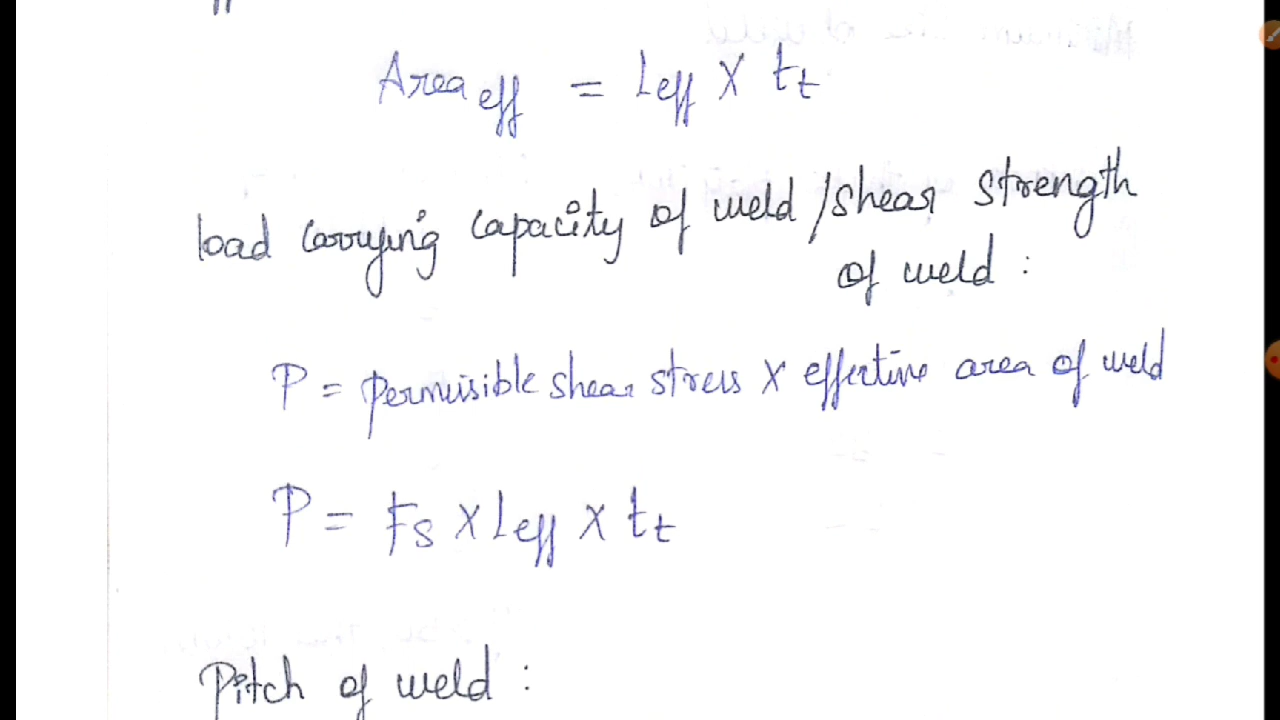 Area eff = Leff X tt
load carrying capacity of weld / shear strength
of weld :
P = permisible shear stress X effective area of weld
P = Fs X Leff X tt
Pitch of weld :